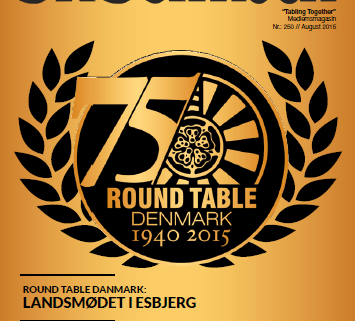 "Tabling Together"
Medlemsmagasin
Nr.: 250 // August 2015
75
ROUND TABLE
DENMARK
1940 2015
ROUND TABLE DANMARK:
LANDSMØDET I ESBJERG